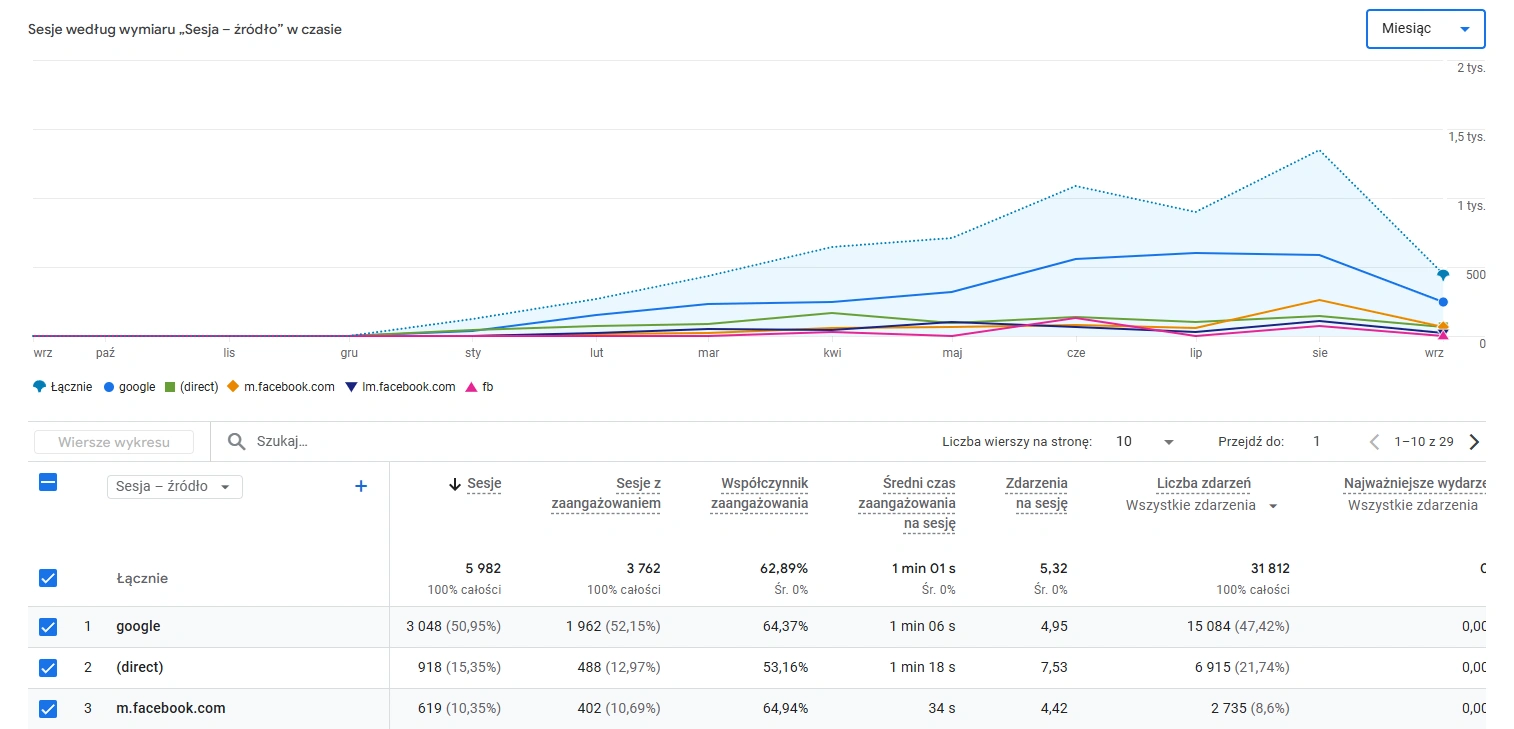 Sesje według wymiaru „Sesja – źródło” w czasie
Miesiąc
2 tys.
1,5 tys.
1 tys.
500
0
wrz paź lis gru sty lut mar kwi maj cze lip sie wrz
Łącznie google (direct) m.facebook.com lm.facebook.com fb
Wiersze wykresu Szukaj... Liczba wierszy na stronę: 10 Przejdź do: 1 1–10 z 29
Sesja – źródło + Sesje Sesje z Współczynnik Średni czas Zdarzenia Liczba zdarzeń Najważniejsze wydarze
zaangażowaniem zaangażowania zaangażowania na sesję Wszystkie zdarzenia Wszystkie zdarzenia
na sesję
Łącznie 5 982 3 762 62,89% 1 min 01 s 5,32 31 812
100% całości 100% całości Śr. 0% Śr. 0% Śr. 0% 100% całości
1 google 3 048 (50,95%) 1 962 (52,15%) 64,37% 1 min 06 s 4,95 15 084 (47,42%) 0,00
2 (direct) 918 (15,35%) 488 (12,97%) 53,16% 1 min 18 s 7,53 6 915 (21,74%) 0,00
3 m.facebook.com 619 (10,35%) 402 (10,69%) 64,94% 34 s 4,42 2 735 (8,6%) 0,00